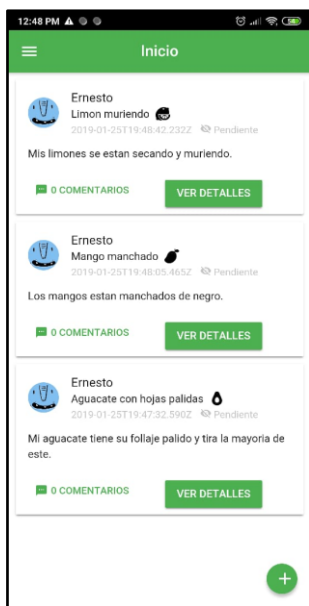 12:48 PM
Inicio
Ernesto
Limon muriendo
2019-01-25T19:48:42.232Z Pendiente
Mis limones se estan secando y muriendo.
0 COMENTARIOS VER DETALLES
Ernesto
Mango manchado
2019-01-25T19:48:05.465Z Pendiente
Los mangos estan manchados de negro.
0 COMENTARIOS VER DETALLES
Ernesto
Aguacate con hojas palidas
2019-01-25T19:47:32.590Z Pendiente
Mi aguacate tiene su follaje palido y tira la mayoria de
este.
0 COMENTARIOS VER DETALLES
+